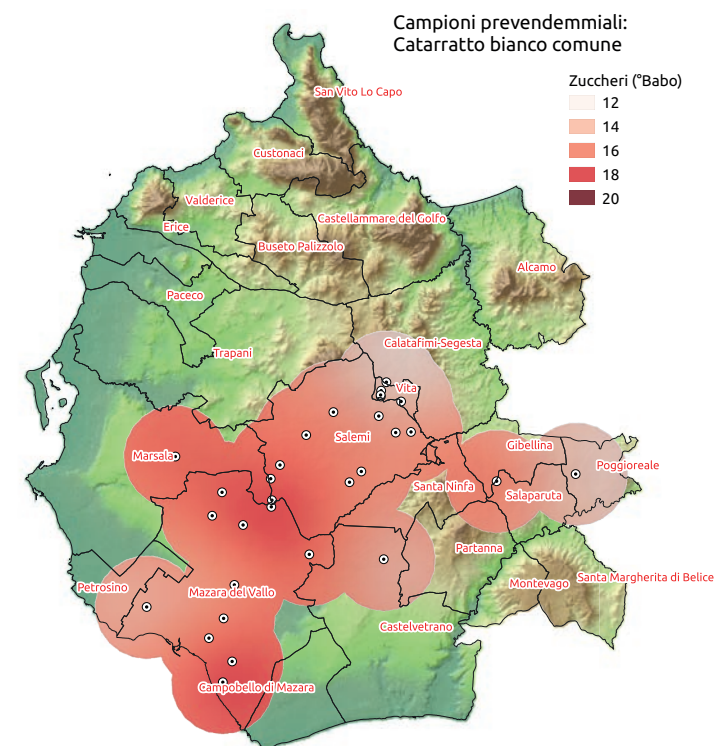 Campioni prevendemmiali:
Catarratto bianco comune
Zuccheri (°Babo)
12
14
16
18
20
San Vito Lo Capo
Custonaci
Valderice
Castellammare del Golfo
Erice
Buseto Palizzolo
Alcamo
Paceco
Calatafimi-Segesta
Trapani
Vita
Salemi
Gibellina
Marsala
Poggioreale
Santa Ninfa
Salaparuta
Partanna
Santa Margherita di Belice
Montevago
Petrosino
Mazara del Vallo
Castelvetrano
Campobello di Mazara